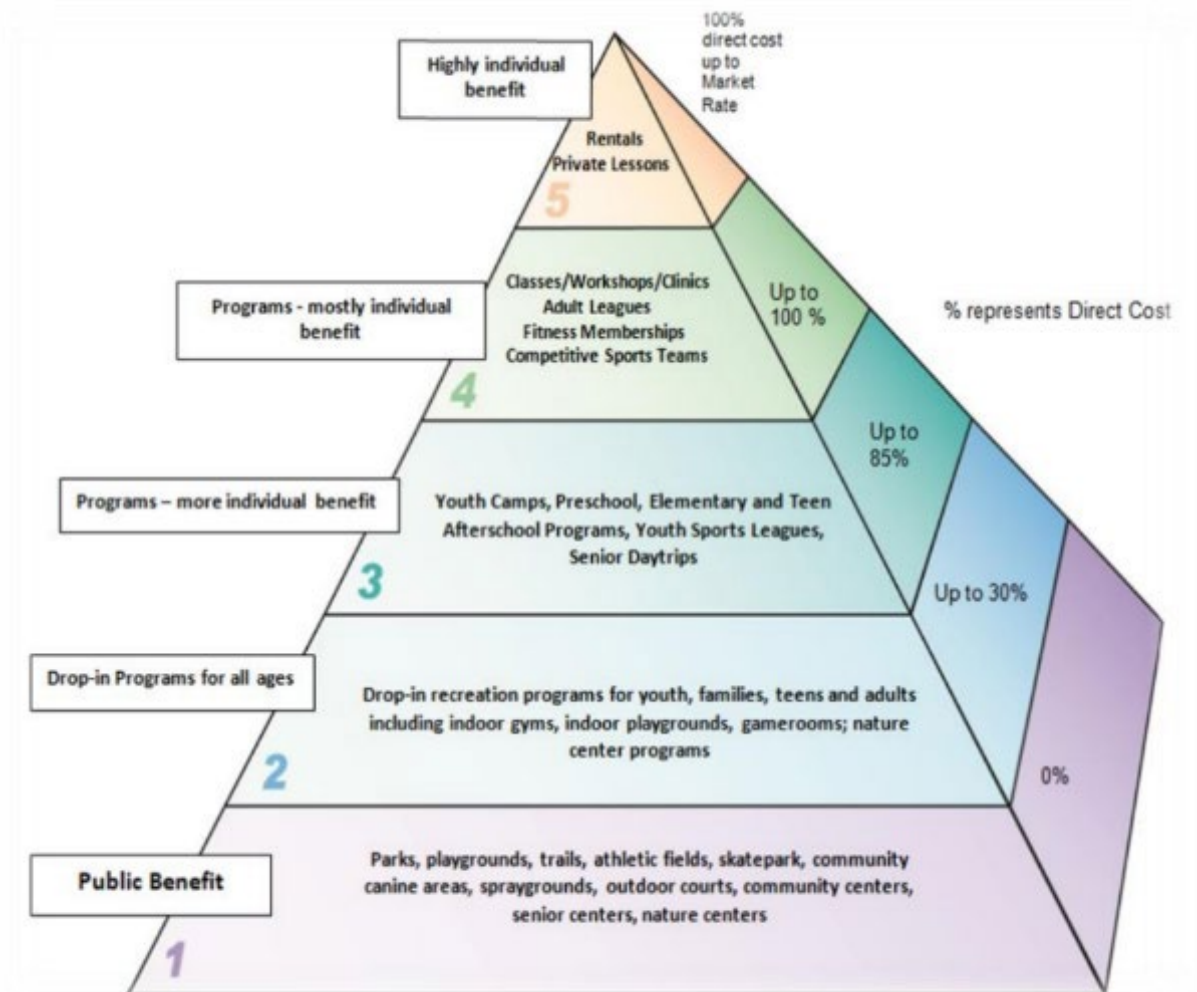 Highly individual
benefit
100%
direct cost
up to
Market
Rate
Rentals
Private Lessons
5
Programs - mostly individual
benefit
Classes/Workshops/Clinics
Adult Leagues
Fitness Memberships
Competitive Sports Teams
4
Up to
100 %
% represents Direct Cost
Programs – more individual benefit
Youth Camps, Preschool, Elementary and Teen
Afterschool Programs, Youth Sports Leagues,
Senior Daytrips
3
Up to
85%
Drop-in Programs for all ages
Drop-in recreation programs for youth, families, teens and adults
including indoor gyms, indoor playgrounds, gamerooms; nature
center programs
2
Up to 30%
Public Benefit
Parks, playgrounds, trails, athletic fields, skatepark, community
canine areas, spraygrounds, outdoor courts, community centers,
senior centers, nature centers
1
0%